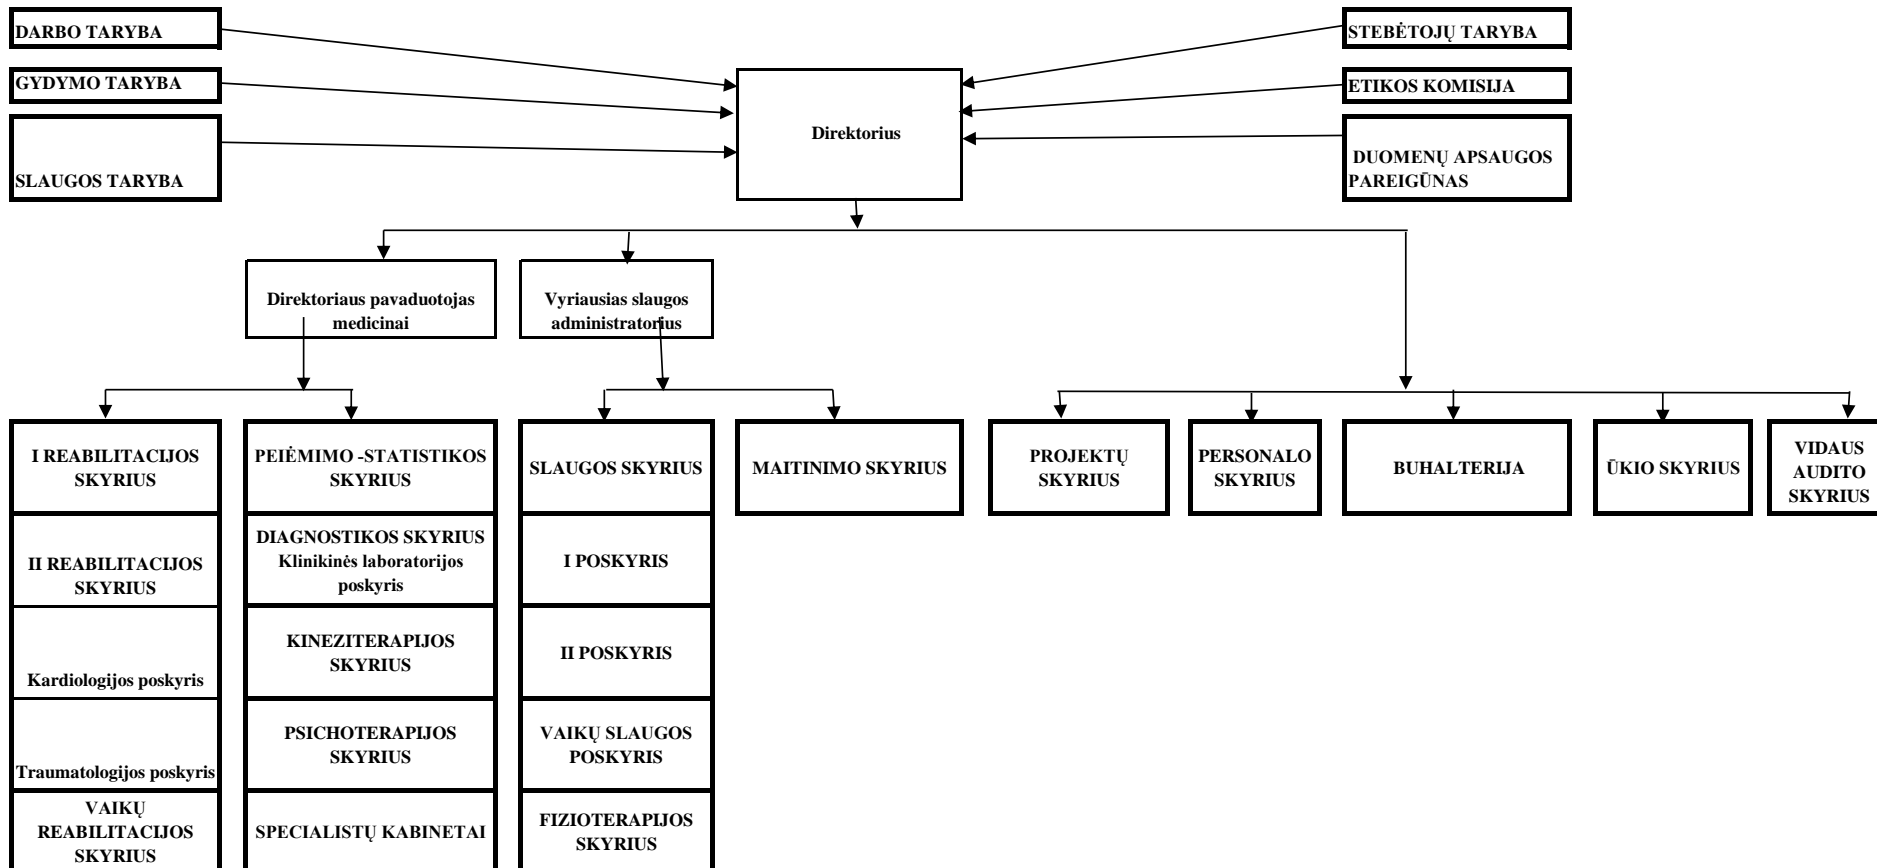 DARBO TARYBA
STEBĖTOJŲ TARYBA
GYDYMO TARYBA
ETIKOS KOMISIJA
Direktorius
SLAUGOS TARYBA
DUOMENŲ APSAUGOS
PAREIGŪNAS
Direktoriaus pavaduotojas
medicinai
Vyriausias slaugos
administratorius
I REABILITACIJOS
SKYRIUS
PEIĖMIMO -STATISTIKOS
SKYRIUS
SLAUGOS SKYRIUS
MAITINIMO SKYRIUS
PROJEKTŲ
SKYRIUS
PERSONALO
SKYRIUS
BUHALTERIJA
ŪKIO SKYRIUS
VIDAUS
AUDITO
SKYRIUS
II REABILITACIJOS
SKYRIUS
DIAGNOSTIKOS SKYRIUS
Klinikinės laboratorijos
poskyris
I POSKYRIS
Kardiologijos poskyris
KINEZITERAPIJOS
SKYRIUS
II POSKYRIS
Traumatologijos poskyris
PSICHOTERAPIJOS
SKYRIUS
VAIKŲ SLAUGOS
POSKYRIS
VAIKŲ
REABILITACIJOS
SKYRIUS
SPECIALISTŲ KABINETAI
FIZIOTERAPIJOS
SKYRIUS